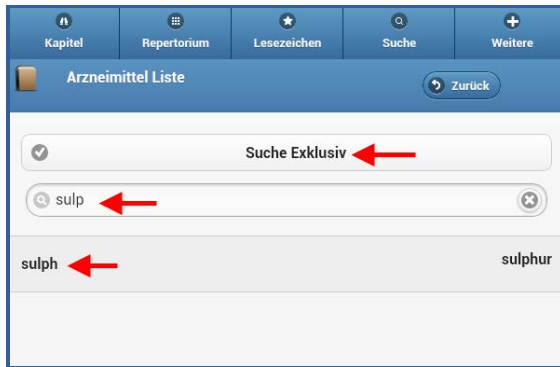 Kapitel Repertorium Lesezeichen Suche Weitere
Arzneimittel Liste Zurück
Suche Exklusiv
sulp
sulph sulphur